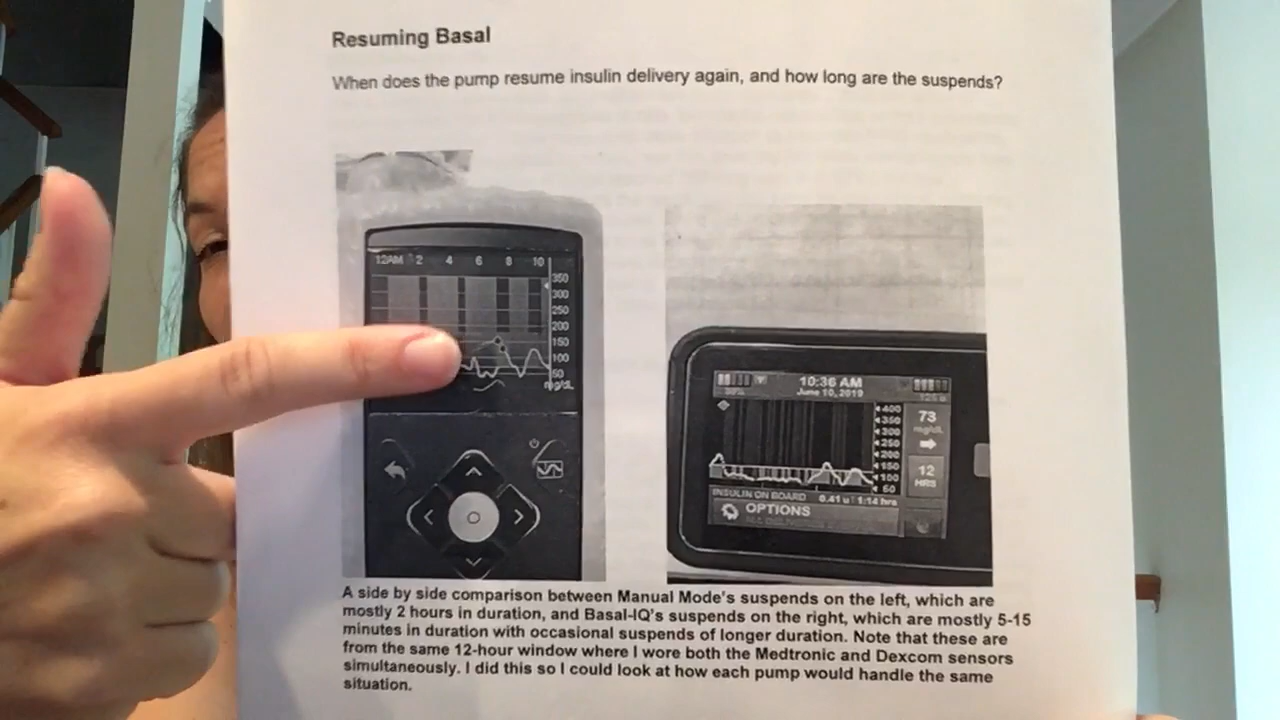 Resuming Basal
When does the pump resume insulin delivery again, and how long are the suspends?
12AM 2 4 6 8 10
350
300
250
200
150
100
50
mg/dL
10:36 AM
June 10, 2019
400
350
300
250
200
150
100
60
73
mg/dL
12
HRS
INSULIN ON BOARD 0.41 u | 1:14 hrs
OPTIONS
A side by side comparison between Manual Mode's suspends on the left, which are
mostly 2 hours in duration, and Basal-IQ's suspends on the right, which are mostly 5-15
minutes in duration with occasional suspends of longer duration. Note that these are
from the same 12-hour window where I wore both the Medtronic and Dexcom sensors
simultaneously. I did this so I could look at how each pump would handle the same
situation.